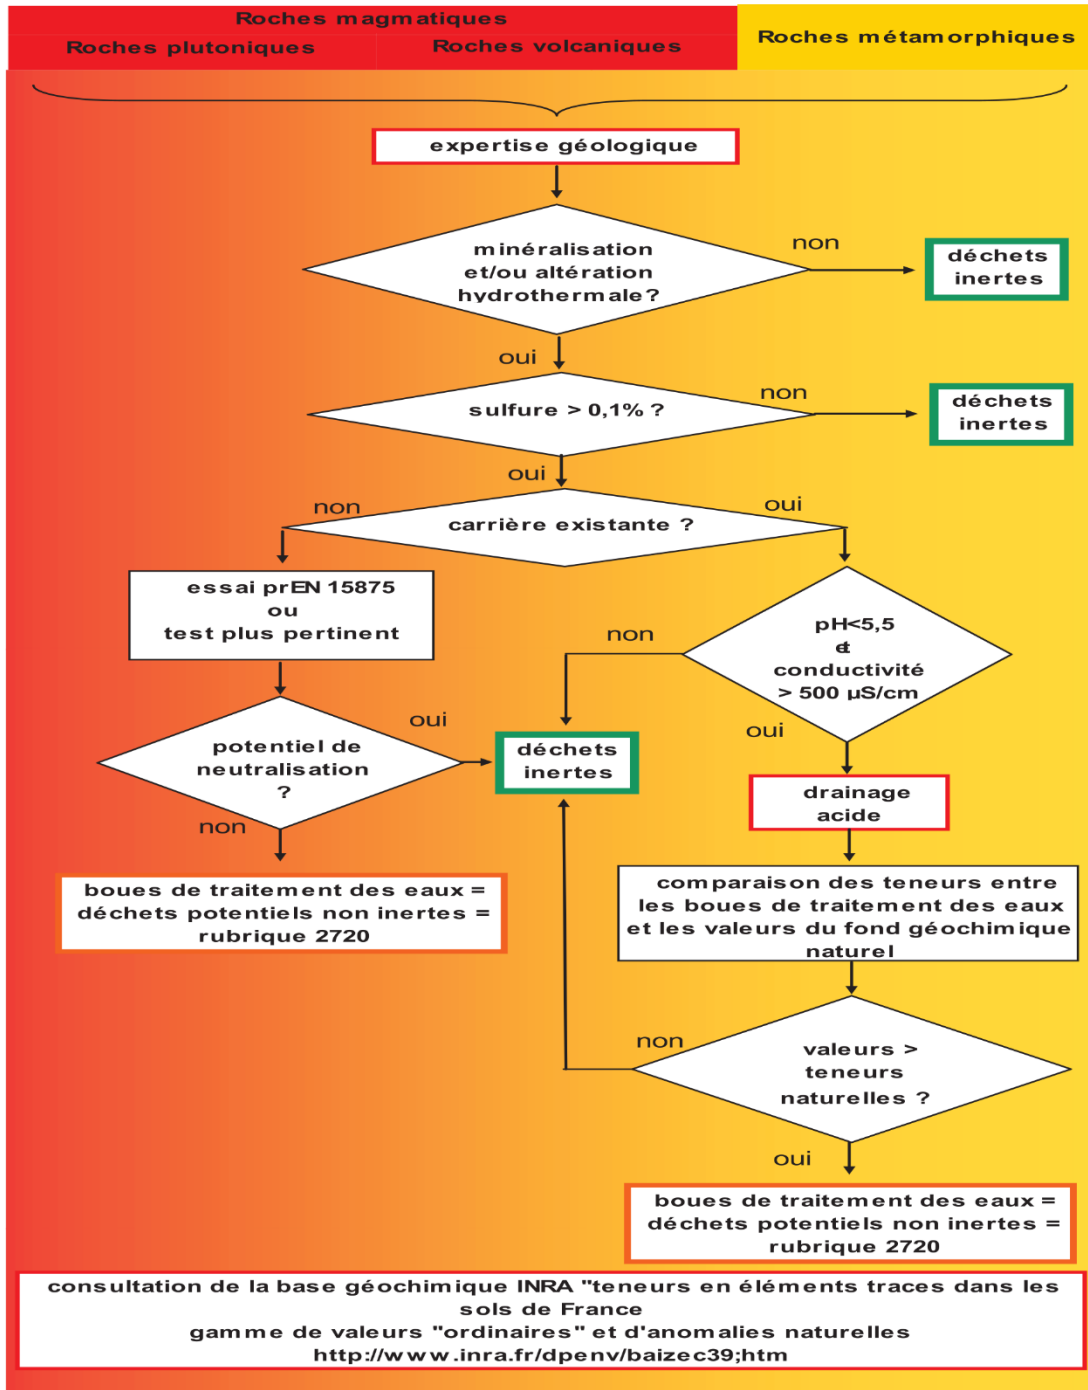 Roches magmatiques
Roches plutoniques
Roches volcaniques
Roches métamorphiques
expertise géologique
minéralisation
et/ou altération
hydrothermale?
non
déchets
inertes
oui
sulfure > 0,1% ?
non
déchets
inertes
oui
carrière existante ?
non
oui
essai prEN 15875
ou
test plus pertinent
pH<5,5
et
conductivité
> 500 µS/cm
non
oui
potentiel de
neutralisation
?
oui
non
déchets
inertes
drainage
acide
boues de traitement des eaux =
déchets potentiels non inertes =
rubrique 2720
comparaison des teneurs entre
les boues de traitement des eaux
et les valeurs du fond géochimique
naturel
valeurs >
teneurs
naturelles ?
non
oui
boues de traitement des eaux =
déchets potentiels non inertes =
rubrique 2720
consultation de la base géochimique INRA "teneurs en éléments traces dans les
sols de France
gamme de valeurs "ordinaires" et d'anomalies naturelles
http://www.inra.fr/dpenv/baizec39;htm